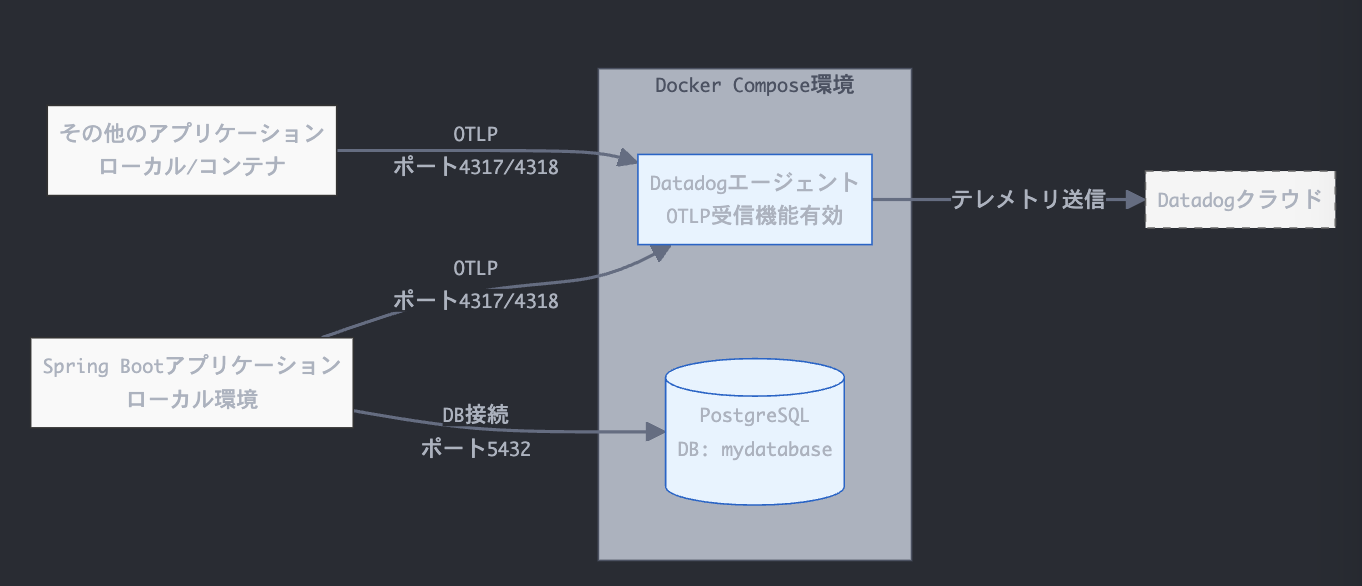 Docker Compose環境
その他のアプリケーション
ローカル/コンテナ
OTLP
ポート4317/4318
Datadogエージェント
OTLP受信機能有効
テレメトリ送信
Datadogクラウド
OTLP
ポート4317/4318
Spring Bootアプリケーション
ローカル環境
DB接続
ポート5432
PostgreSQL
DB: mydatabase